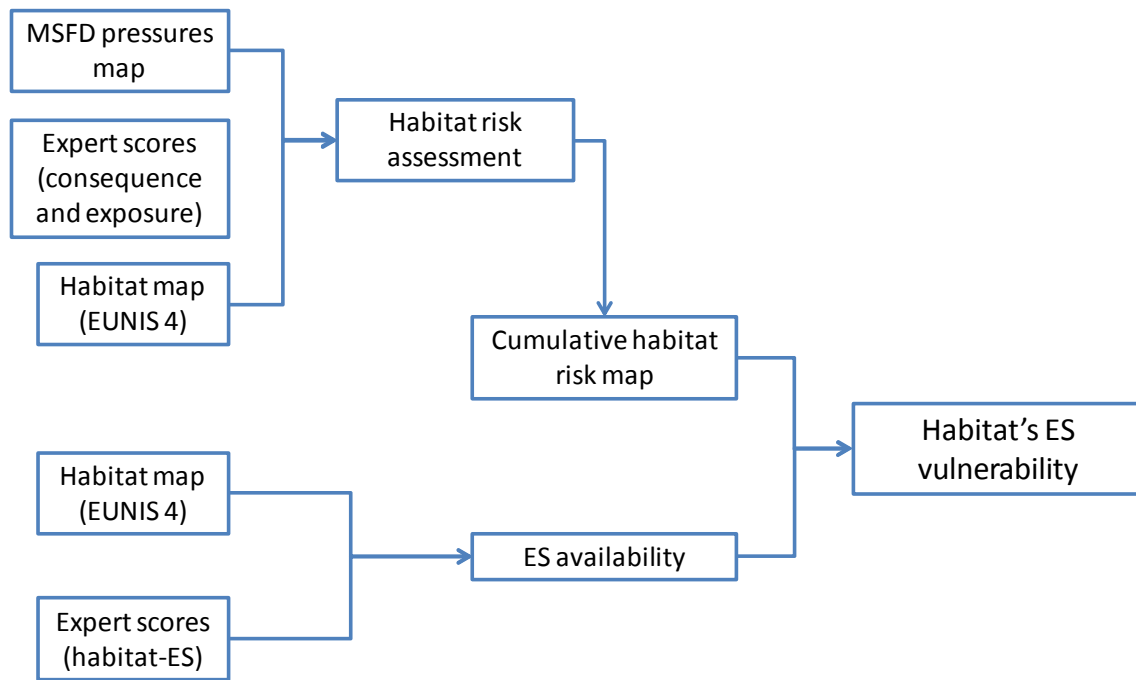 MSFD pressures
map
Expert scores
(consequence
and exposure)
Habitat map
(EUNIS 4)
Habitat risk
assessment
Cumulative habitat
risk map
Habitat map
(EUNIS 4)
Expert scores
(habitat-ES)
ES availability
Habitat’s ES
vulnerability